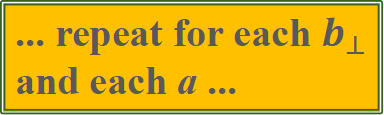 ... repeat for each b⊥
and each a ...